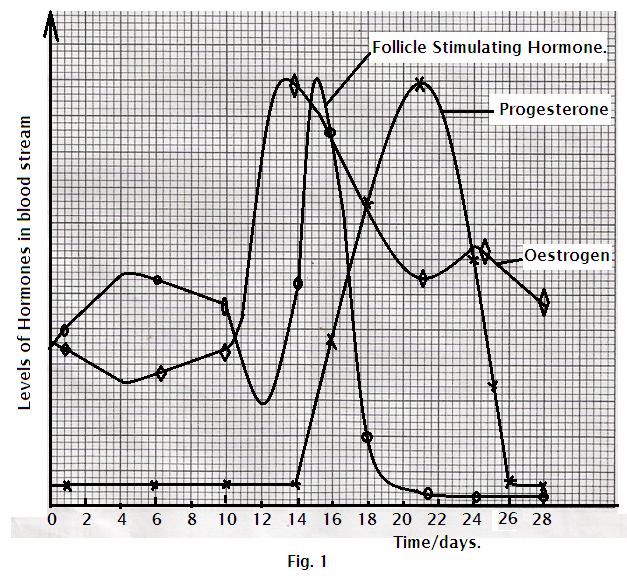 Follicle Stimulating Hormone.
Progesterone
Oestrogen
Levels of Hormones in blood stream
0 2 4 6 8 10 12 14 16 18 20 22 24 26 28
Time/days.
Fig. 1